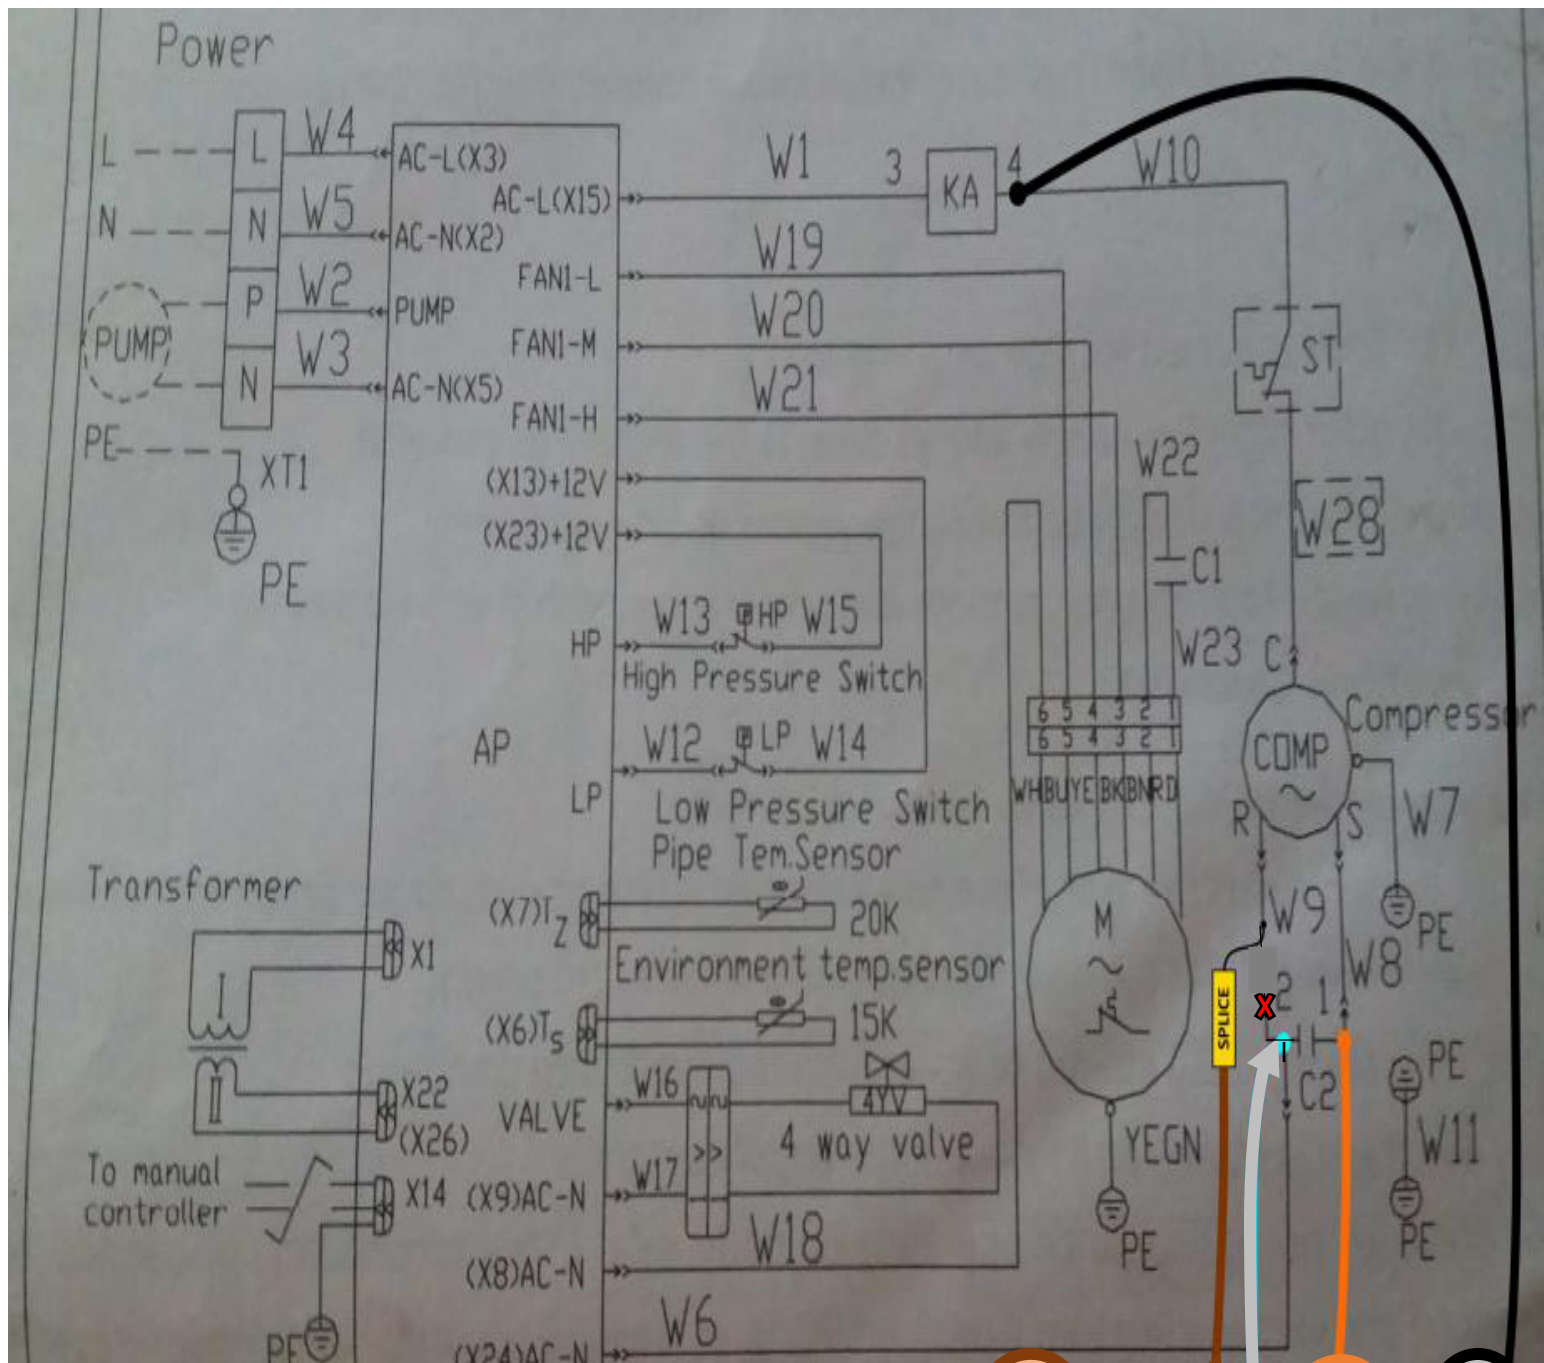 Power
L
L
W4
AC-L(X3)
N
N
W5
AC-N(X2)
PUMP
P
W2
PUMP
N
W3
AC-N(X5)
PE
XT1
PE
AC-L(X15)
W1
3
KA
4
W10
FAN1-L
W19
FAN1-M
W20
FAN1-H
W21
ST
(X13)+12V
W22
W28
(X23)+12V
C1
HP
W13
HP
W15
High Pressure Switch
W23
C
AP
LP
W12
LP
W14
Low Pressure Switch
6 5 4 3 2 1
6 5 4 3 2 1
WH BU YE BK BN RD
Compressor
COMP
R
S
W7
PE
Pipe Tem.Sensor
(X7)TZ
20K
M
W9
W8
Environment temp.sensor
(X6)Ts
15K
SPLICE
X
2
1
C2
PE
W11
PE
Transformer
I
X1
II
X22
(X26)
VALVE
W16
4YV
4 way valve
YEGN
PE
To manual
controller
X14
(X9)AC-N
W17
W18
(X8)AC-N
PE
W6
(X24)AC-N